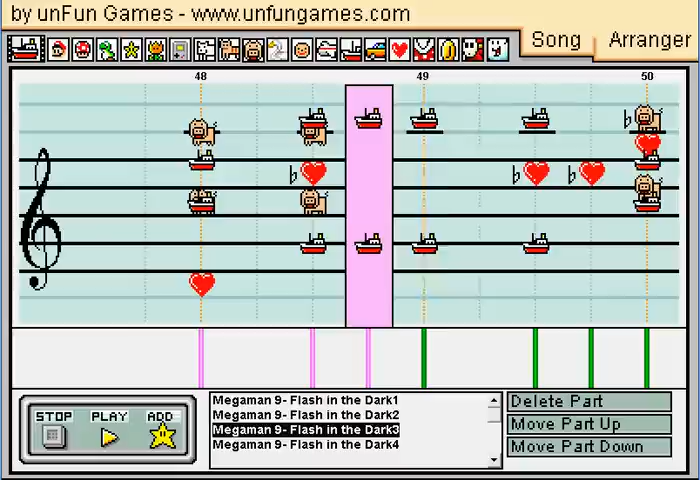 by unFun Games - www.unfungames.com
Song
Arranger
48 49 50
STOP PLAY ADD
Megaman 9- Flash in the Dark1
Megaman 9- Flash in the Dark2
Megaman 9- Flash in the Dark3
Megaman 9- Flash in the Dark4
Delete Part
Move Part Up
Move Part Down